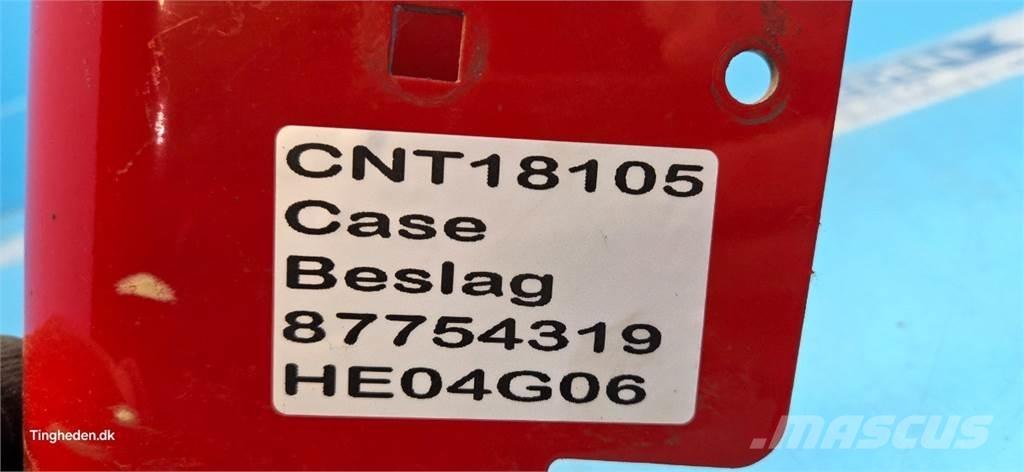 CNT18105
Case
Beslag
87754319
HE04G06
Tingheden.dk
MASCUS